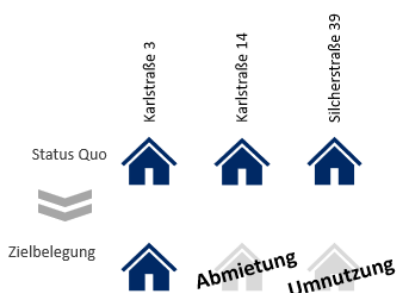 Karlstraße 3
Karlstraße 14
Silcherstraße 39
Status Quo
Zielbelegung
Abmietung
Umnutzung